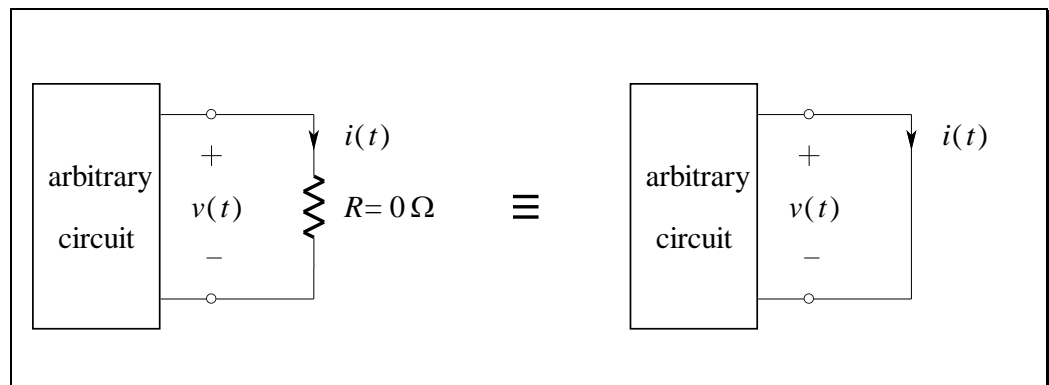 i(t)
+
arbitrary
v(t)
R= 0 Ω
circuit
−
≡
i(t)
+
arbitrary
v(t)
circuit
−